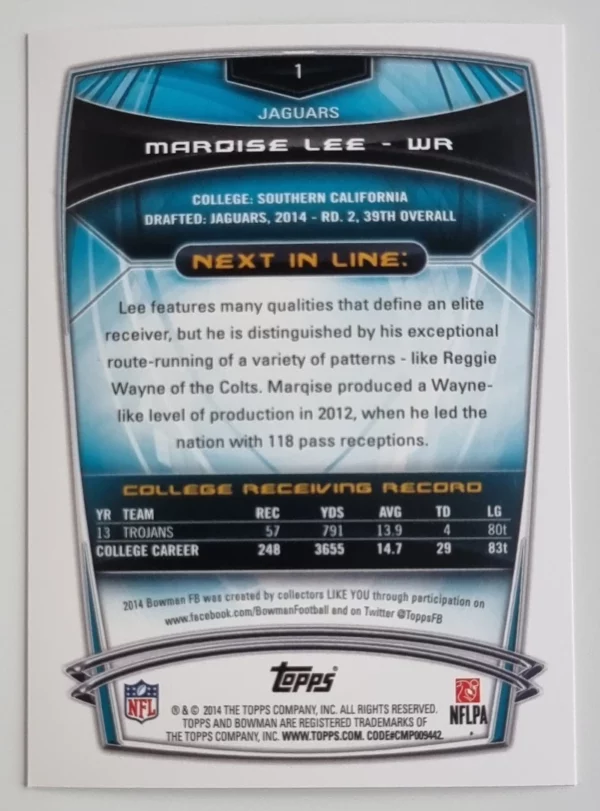 1
JAGUARS
MARQISE LEE - WR
COLLEGE: SOUTHERN CALIFORNIA
DRAFTED: JAGUARS, 2014 - RD. 2, 39TH OVERALL
NEXT IN LINE:
Lee features many qualities that define an elite
receiver, but he is distinguished by his exceptional
route-running of a variety of patterns - like Reggie
Wayne of the Colts. Marqise produced a Wayne-
like level of production in 2012, when he led the
nation with 118 pass receptions.
COLLEGE RECEIVING RECORD
YR TEAM REC YDS AVG TD LG
13 TROJANS 57 791 13.9 4 80t
COLLEGE CAREER 248 3655 14.7 29 83t
2014 Bowman FB was created by collectors LIKE YOU through participation on
www.facebook.com/BowmanFootball and on Twitter @ToppsFB
TOPPS®
NFL
NFLPA
® & © 2014 THE TOPPS COMPANY, INC. ALL RIGHTS RESERVED.
TOPPS AND BOWMAN ARE REGISTERED TRADEMARKS OF
THE TOPPS COMPANY, INC. WWW.TOPPS.COM. CODE#CMP009442